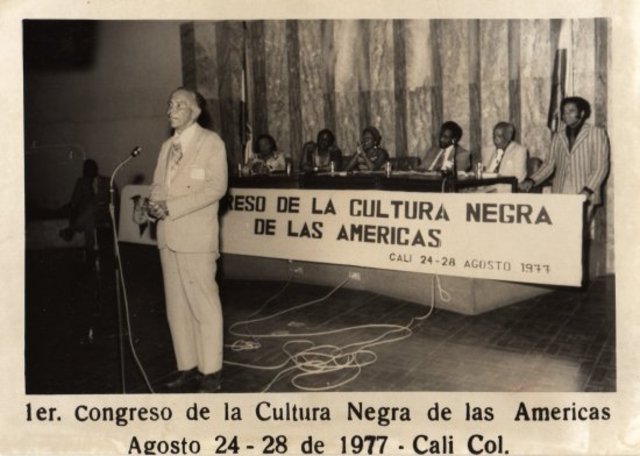 RESO DE LA CULTURA NEGRA
DE LAS AMERICAS
CALI 24-28 AGOSTO 1977
1er. Congreso de la Cultura Negra de las Americas
Agosto 24-28 de 1977 - Cali Col.